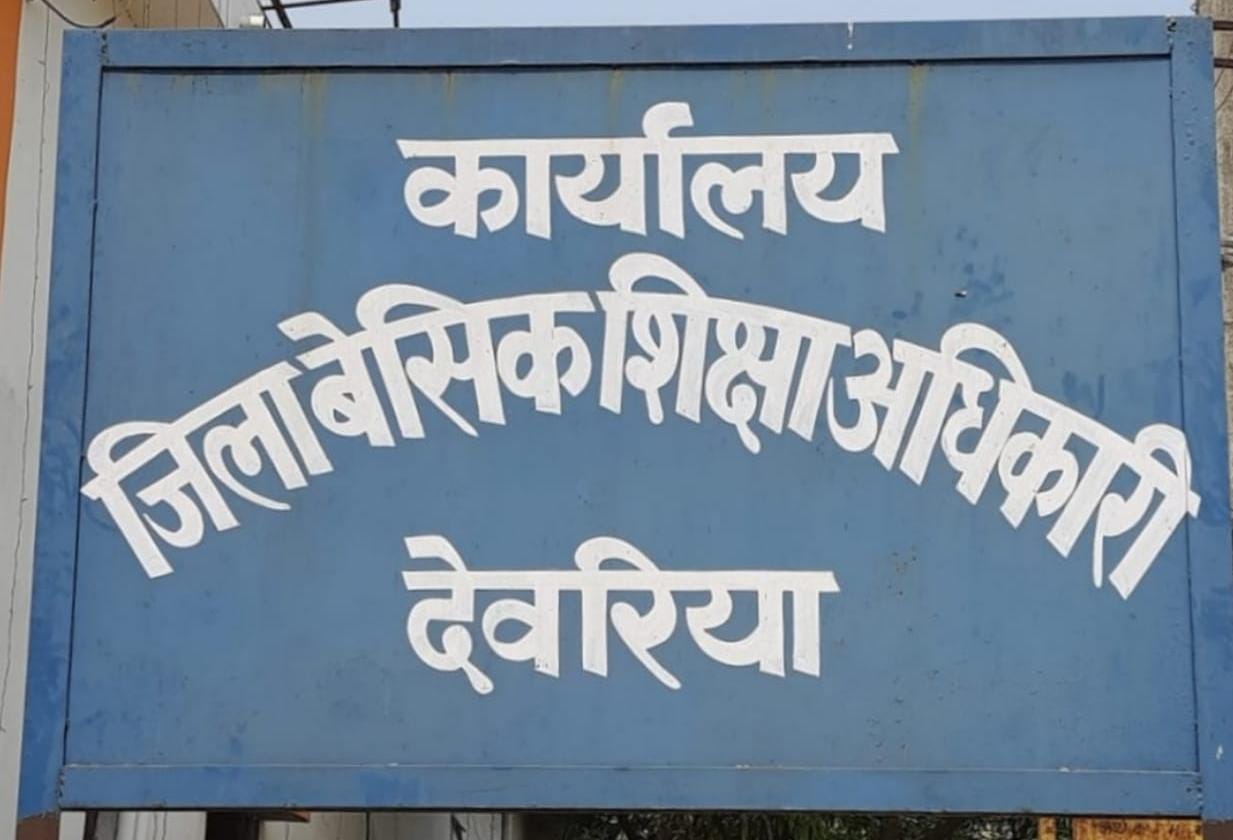 कार्यालय
जिला बेसिक शिक्षा अधिकारी
देवरिया